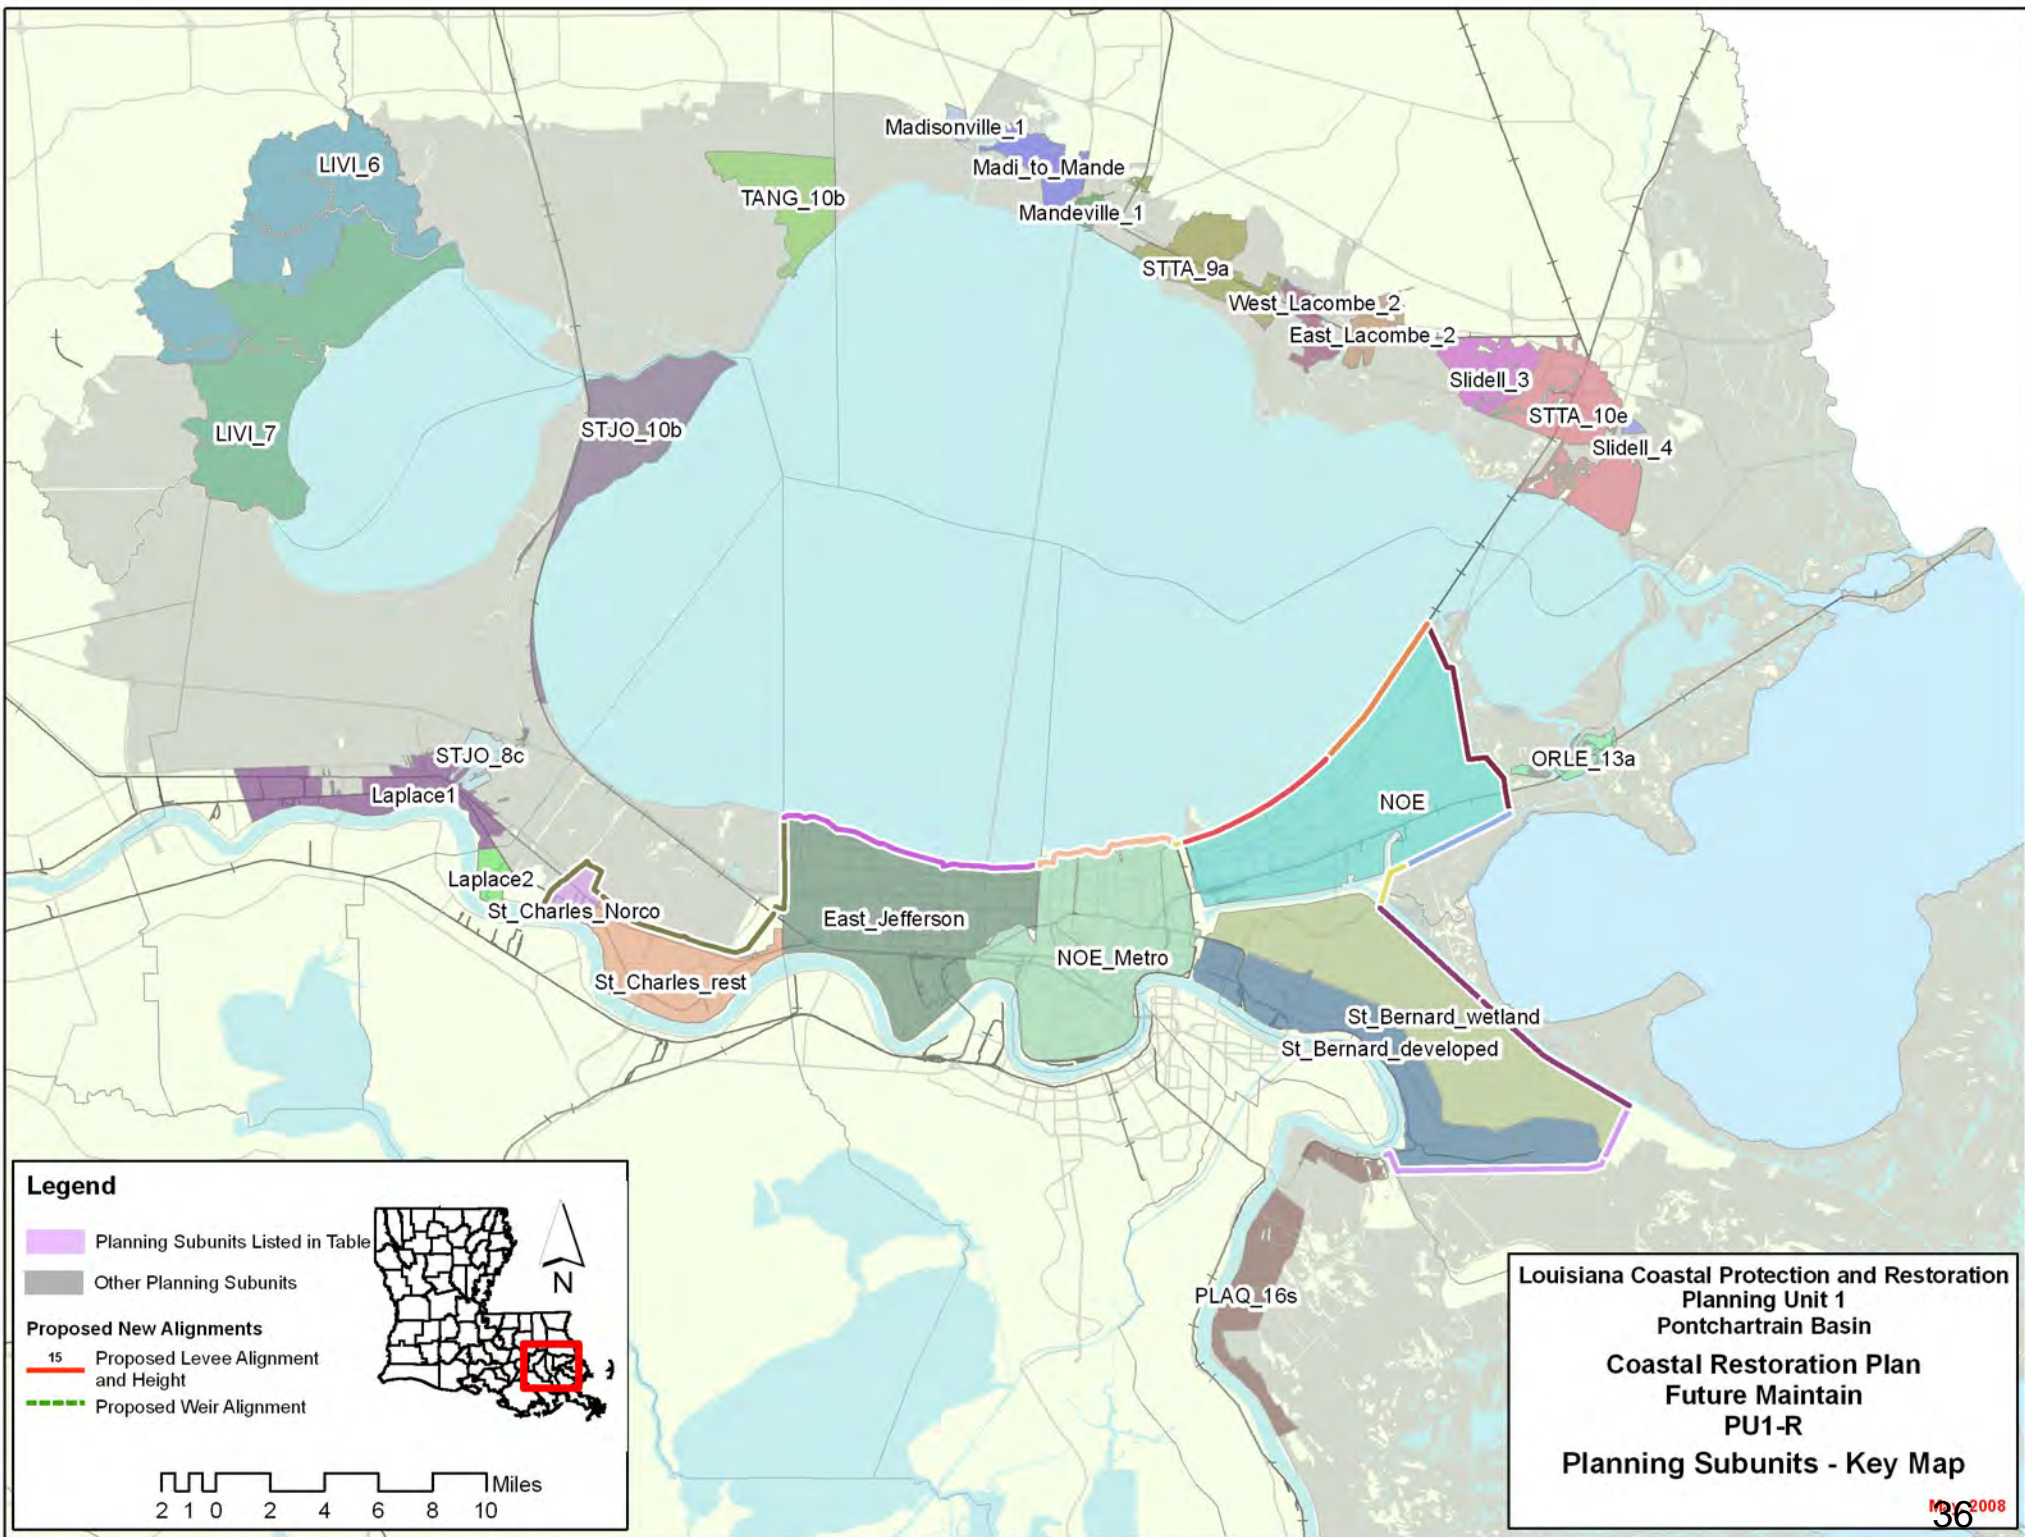 Madisonville_1
LIVI_6
Madi_to_Mande
TANG_10b
Mandeville_1
STTA_9a
West_Lacombe_2
East_Lacombe_2
Slidell_3
STTA_10e
LIVI_7
STJO_10b
Slidell_4
STJO_8c
ORLE_13a
Laplace1
NOE
Laplace2
St_Charles_Norco
East_Jefferson
NOE_Metro
St_Charles_rest
St_Bernard_wetland
St_Bernard_developed
PLAQ_16s
Legend
Planning Subunits Listed in Table
Other Planning Subunits
Proposed New Alignments
15 Proposed Levee Alignment
and Height
Proposed Weir Alignment
N
Miles
2 1 0 2 4 6 8 10
Louisiana Coastal Protection and Restoration
Planning Unit 1
Pontchartrain Basin
Coastal Restoration Plan
Future Maintain
PU1-R
Planning Subunits - Key Map
May 2008
36